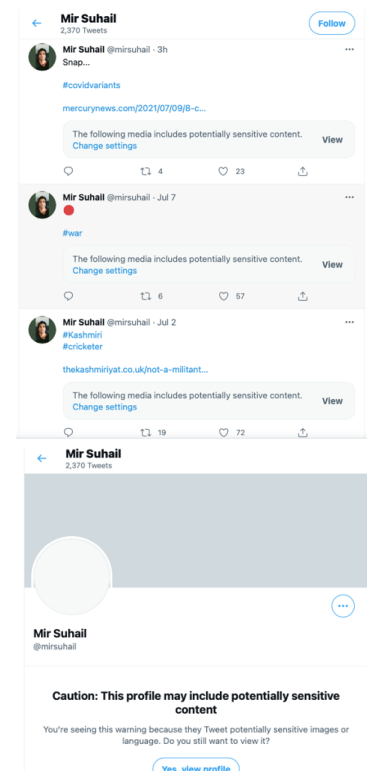 Mir Suhail
2,370 Tweets
Follow
Mir Suhail @mirsuhail · 3h
Snap...
#covidvariants
mercurynews.com/2021/07/09/8-c...
The following media includes potentially sensitive content.
Change settings
View
4 23
Mir Suhail @mirsuhail · Jul 7
#war
The following media includes potentially sensitive content.
Change settings
View
6 57
Mir Suhail @mirsuhail · Jul 2
#Kashmiri
#cricketer
thekashmiriyat.co.uk/not-a-militant...
The following media includes potentially sensitive content.
Change settings
View
19 72
Mir Suhail
2,370 Tweets
Mir Suhail
@mirsuhail
Caution: This profile may include potentially sensitive
content
You're seeing this warning because they Tweet potentially sensitive images or
language. Do you still want to view it?
Yes, view profile